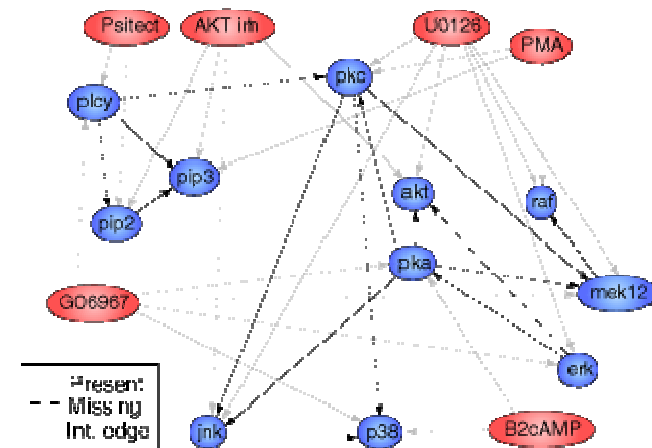 Psitect
AKT inh
U0126
PMA
pkc
plcy
pip3
akt
raf
pip2
pka
mek12
GO6967
erk
Present
Missing
Int. edge
jnk
p38
B2cAMP